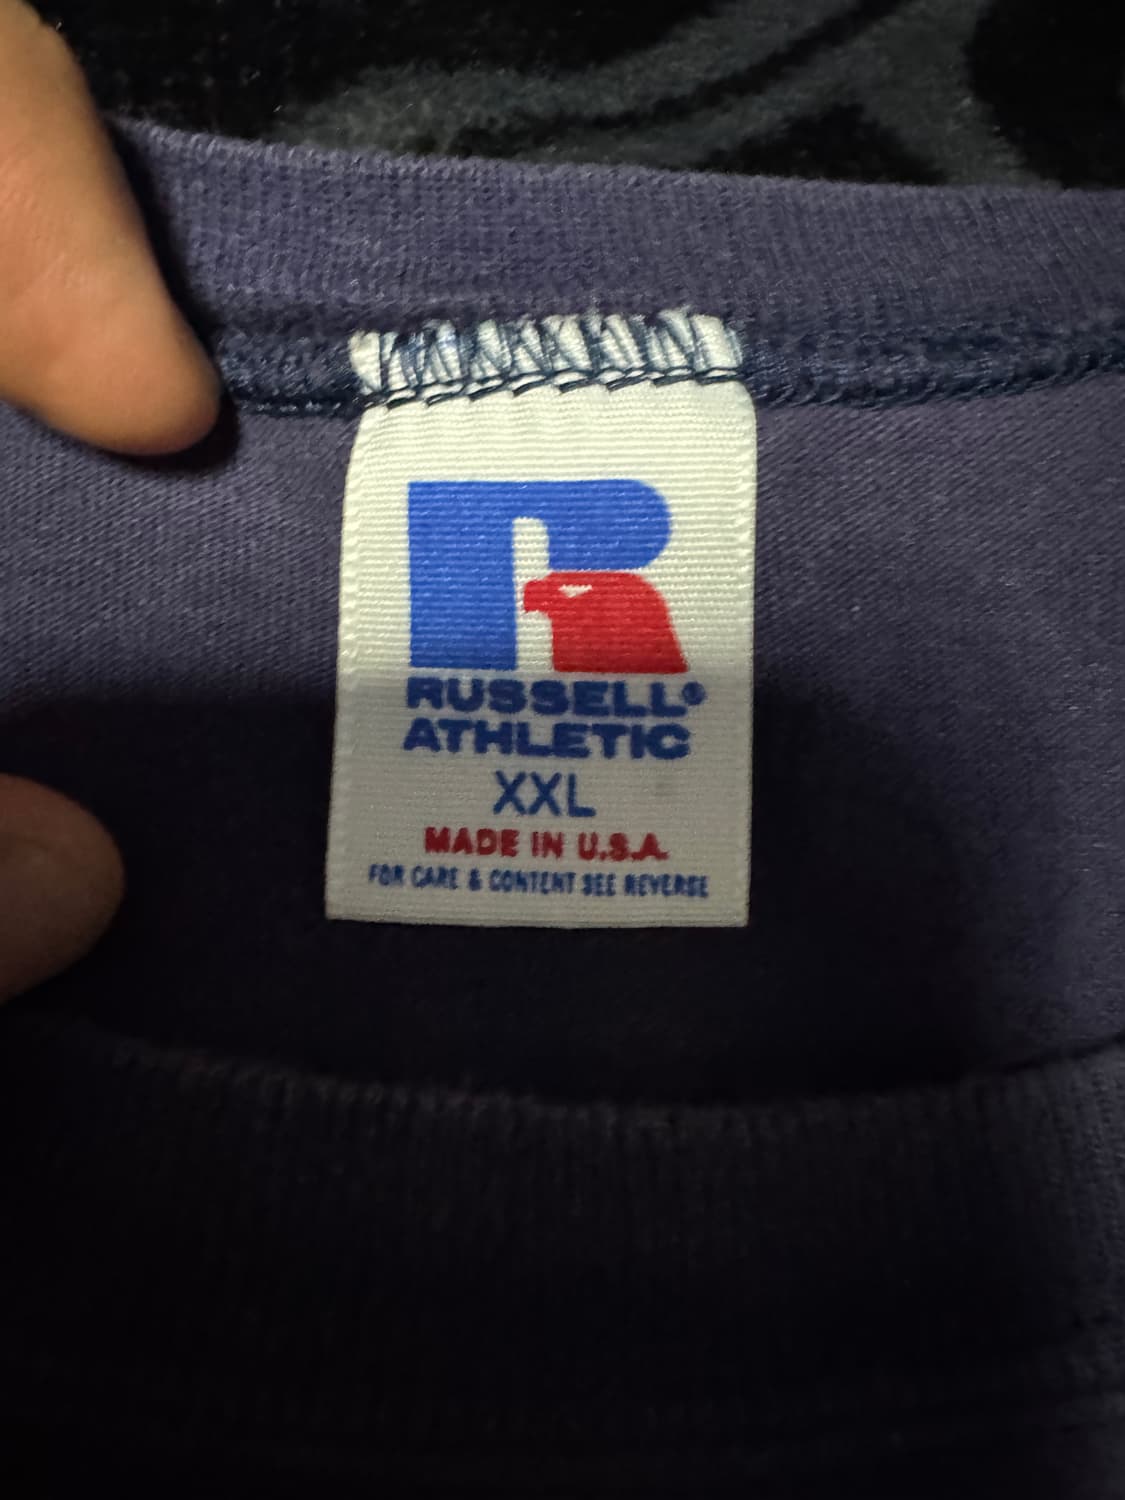 R
RUSSELL®
ATHLETIC
XXL
MADE IN U.S.A.
FOR CARE & CONTENT SEE REVERSE